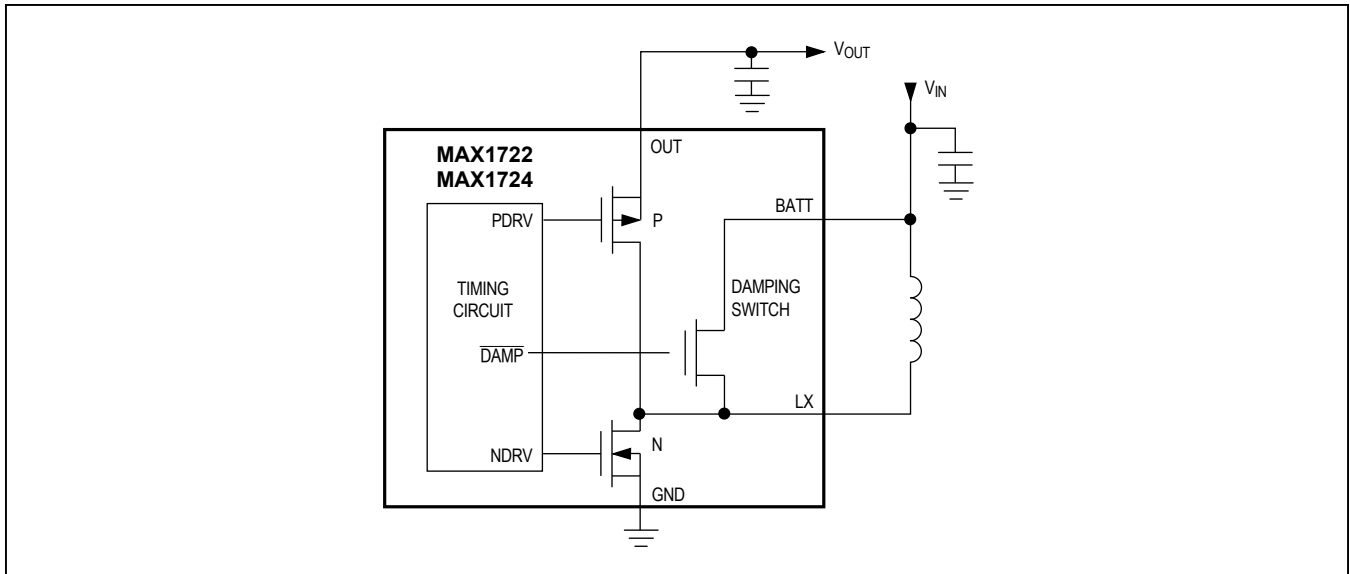 VOUT
VIN
MAX1722
MAX1724
OUT
BATT
PDRV
P
TIMING
CIRCUIT
DAMPING
SWITCH
DAMP
LX
NDRV
N
GND